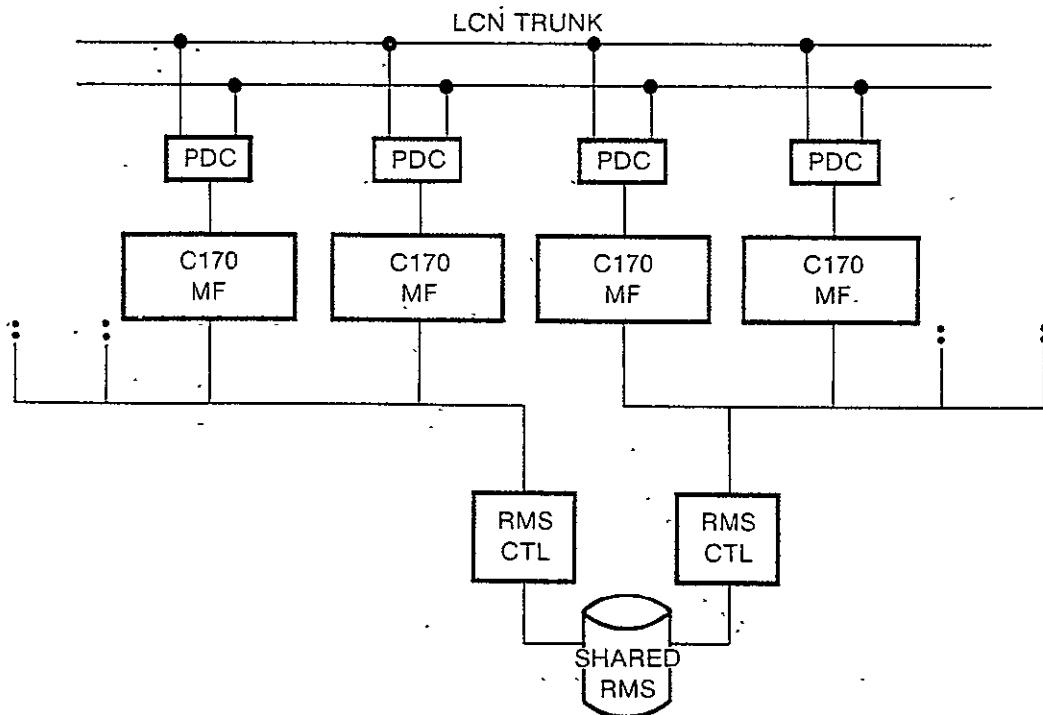 LCN TRUNK
PDC
PDC
PDC
PDC
C170
MF
C170
MF
C170
MF
C170
MF
RMS
CTL
RMS
CTL
SHARED
RMS